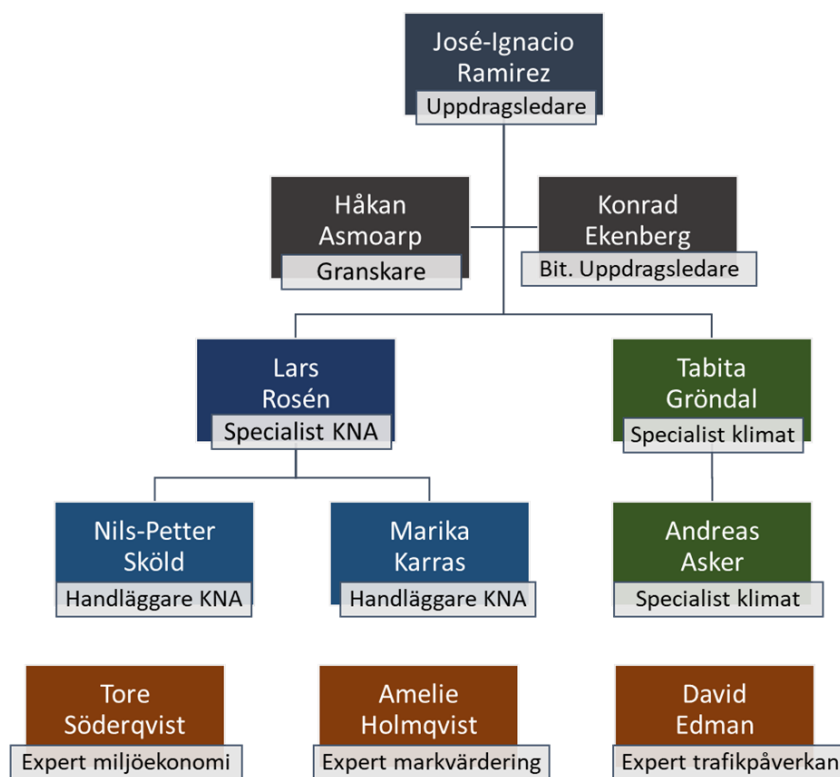 José-Ignacio
Ramirez
Uppdragsledare
Håkan
Asmoarp
Granskare
Konrad
Ekenberg
Bit. Uppdragsledare
Lars
Rosén
Specialist KNA
Tabita
Gröndal
Specialist klimat
Nils-Petter
Sköld
Handläggare KNA
Marika
Karras
Handläggare KNA
Andreas
Asker
Specialist klimat
Tore
Söderqvist
Expert miljöekonomi
Amelie
Holmqvist
Expert markvärdering
David
Edman
Expert trafikpåverkan